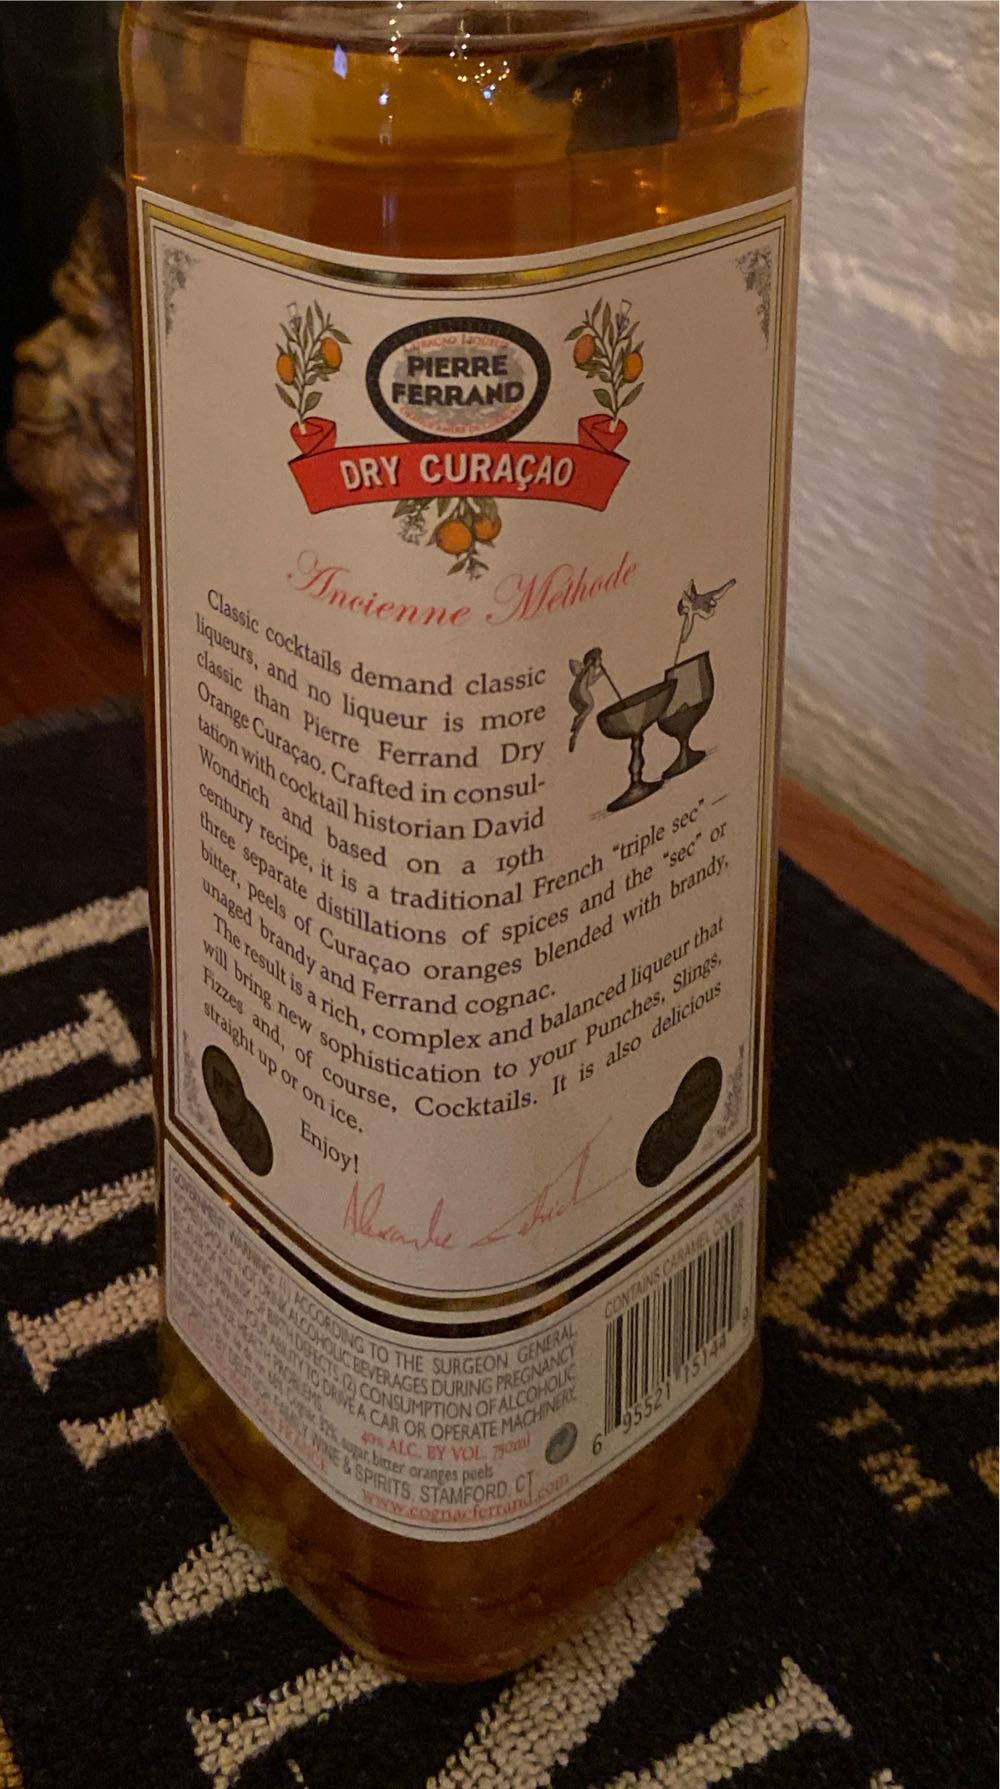 PIERRE
FERRAND
DRY CURAÇAO
Ancienne Méthode
Classic cocktails demand classic
liqueurs, and no liqueur is more
classic than Pierre Ferrand Dry
Orange Curaçao. Crafted in consul-
tation with cocktail historian David
Wondrich and based on a 19th
century recipe, it is a traditional French "triple sec" —
three separate distillations of spices and the "sec" or
bitter, peels of Curaçao oranges blended with brandy,
unaged brandy and Ferrand cognac.
The result is a rich, complex and balanced liqueur that
will bring new sophistication to your Punches, Slings,
Fizzes and, of course, Cocktails. It is also delicious
straight up or on ice.
Enjoy!
GOVERNMENT WARNING: (1) ACCORDING TO THE SURGEON GENERAL,
WOMEN SHOULD NOT DRINK ALCOHOLIC BEVERAGES DURING PREGNANCY
BECAUSE OF THE RISK OF BIRTH DEFECTS. (2) CONSUMPTION OF ALCOHOLIC
BEVERAGES IMPAIRS YOUR ABILITY TO DRIVE A CAR OR OPERATE MACHINERY,
AND MAY CAUSE HEALTH PROBLEMS.
40% ALC. BY VOL. 750ml
sugar, bitter oranges peels
BY DEUTSCH FAMILY WINE & SPIRITS, STAMFORD, CT
FRANCE
www.cognacferrand.com
CONTAINS CARAMEL COLOR
6 95521 15144 9